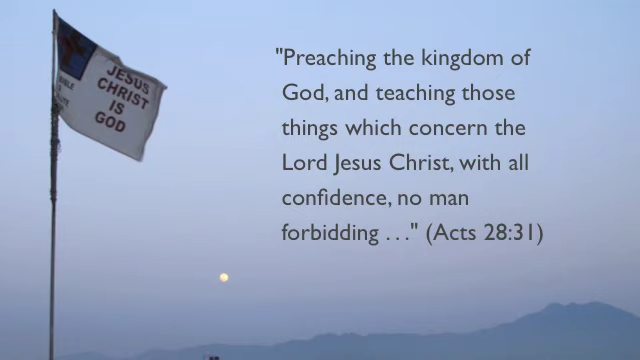 JESUS
CHRIST
IS
GOD
"Preaching the kingdom of
God, and teaching those
things which concern the
Lord Jesus Christ, with all
confidence, no man
forbidding . . ." (Acts 28:31)